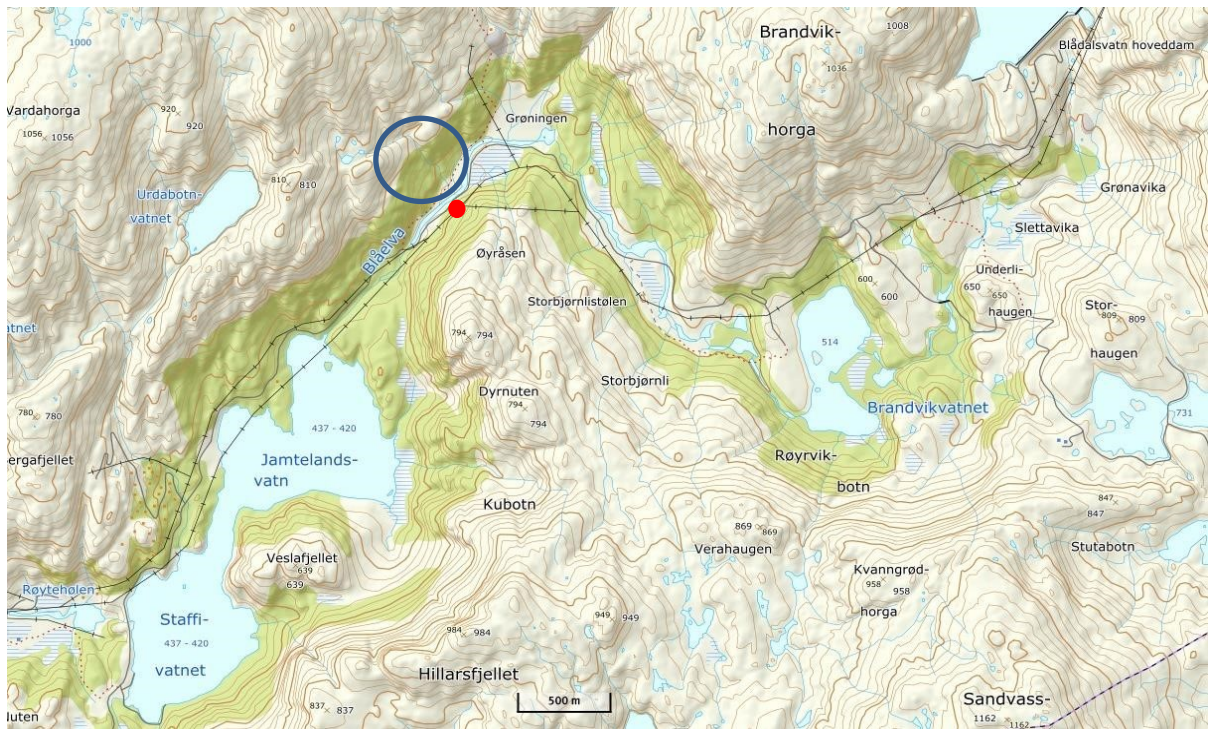 1000
Brandvik-
1008
Blådalsvatn hoveddam
1036
Vardahorga
920
920
Grøningen
horga
1056
1056
810
810
Urdabotn-
vatnet
Grønavika
Slettavika
Blåelva
Øyråsen
Underli-
650
650
haugen
600
600
Storbjørnlistølen
Stor-
809
809
haugen
atnet
794
794
514
Storbjørnli
Dyrnuten
794
794
Brandvikvatnet
731
780
780
437 - 420
Jamtelands-
vatn
Røyrvik-
botn
ergafjellet
Kubotn
847
847
869
869
Verahaugen
Stutabotn
Veslafjellet
639
639
Kvanngrød-
958
958
horga
Røytehølen
Staffi-
437 - 420
vatnet
949
949
984
984
Hillarsfjellet
500 m
837
837
Sandvass-
1162
1162
luten